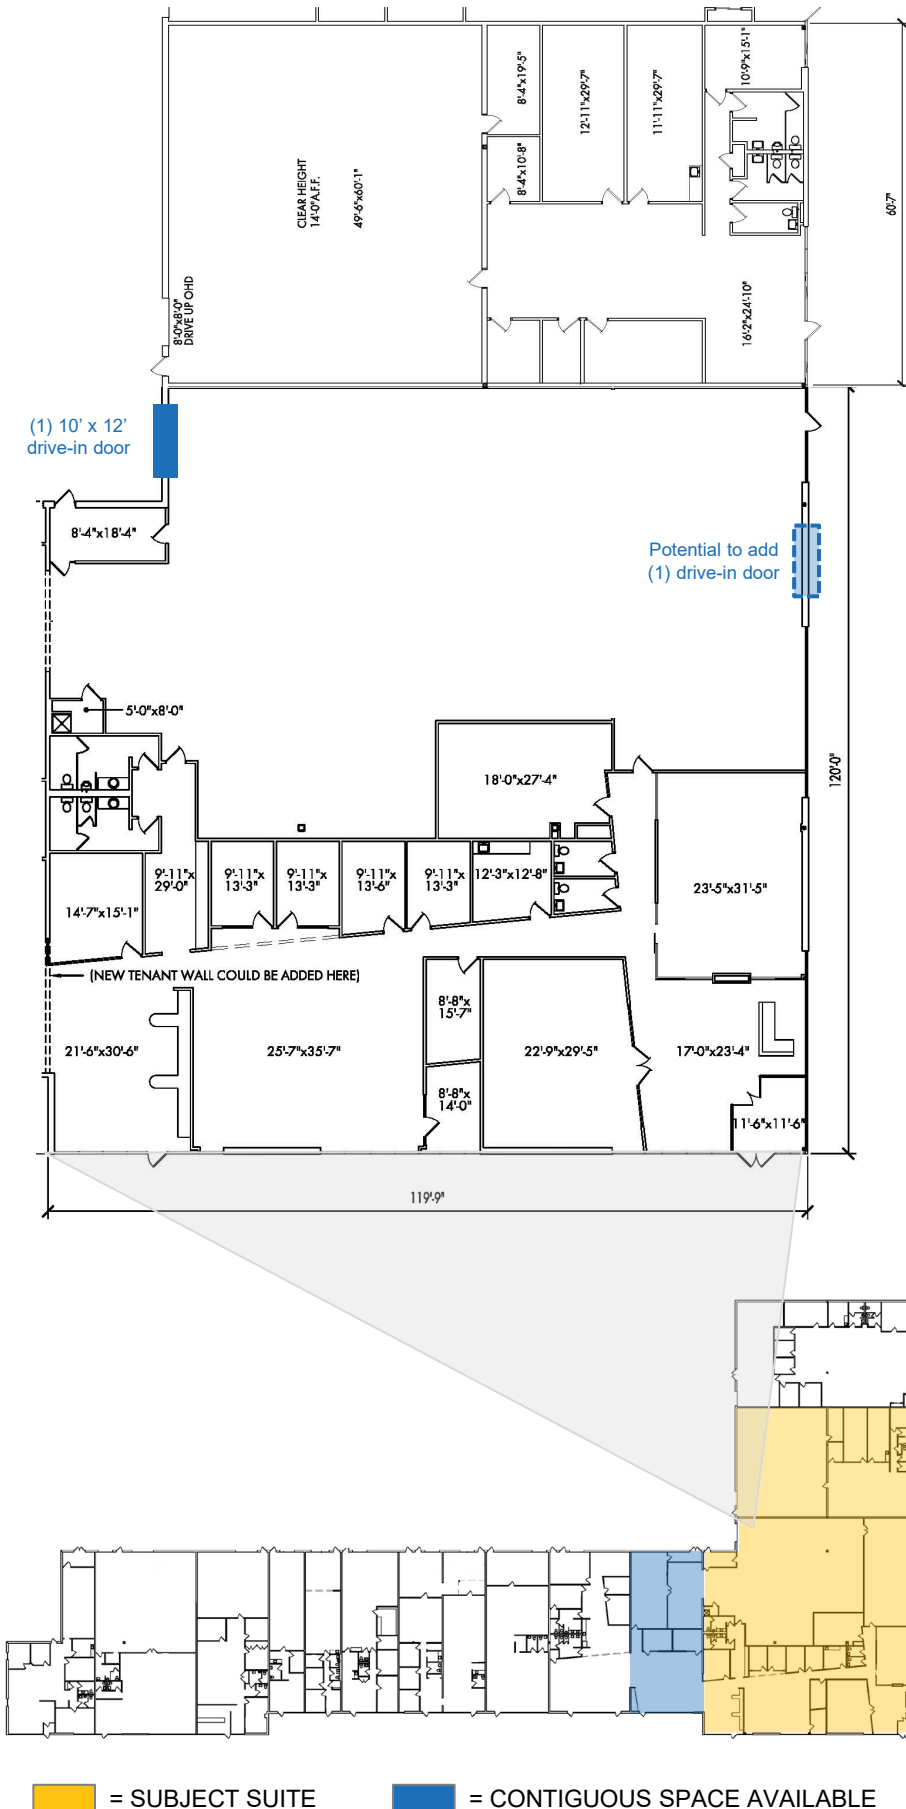 8'-4"x19'-5"
12'-11"x29'-7"
11'-11"x29'-7"
10'-9"x15'-1"
8'-4"x10'-8"
CLEAR HEIGHT
14'-0"A.F.F.
49'-6"x60'-1"
60'-7"
8'-0"x8'-0"
DRIVE UP OHD
16'-2"x24'-10"
(1) 10’ x 12’
drive-in door
8'-4"x18'-4"
Potential to add
(1) drive-in door
5'-0"x8'-0"
18'-0"x27'-4"
120'-0"
9'-11"x
29'-0"
9'-11"x
13'-3"
9'-11"x
13'-3"
9'-11"x
13'-6"
9'-11"x
13'-3"
12'-3"x12'-8"
23'-5"x31'-5"
14'-7"x15'-1"
(NEW TENANT WALL COULD BE ADDED HERE)
8'-8"x
15'-7"
21'-6"x30'-6"
25'-7"x35'-7"
22'-9"x29'-5"
17'-0"x23'-4"
8'-8"x
14'-0"
11'-6"x11'-6"
119'-9"
= SUBJECT SUITE
= CONTIGUOUS SPACE AVAILABLE